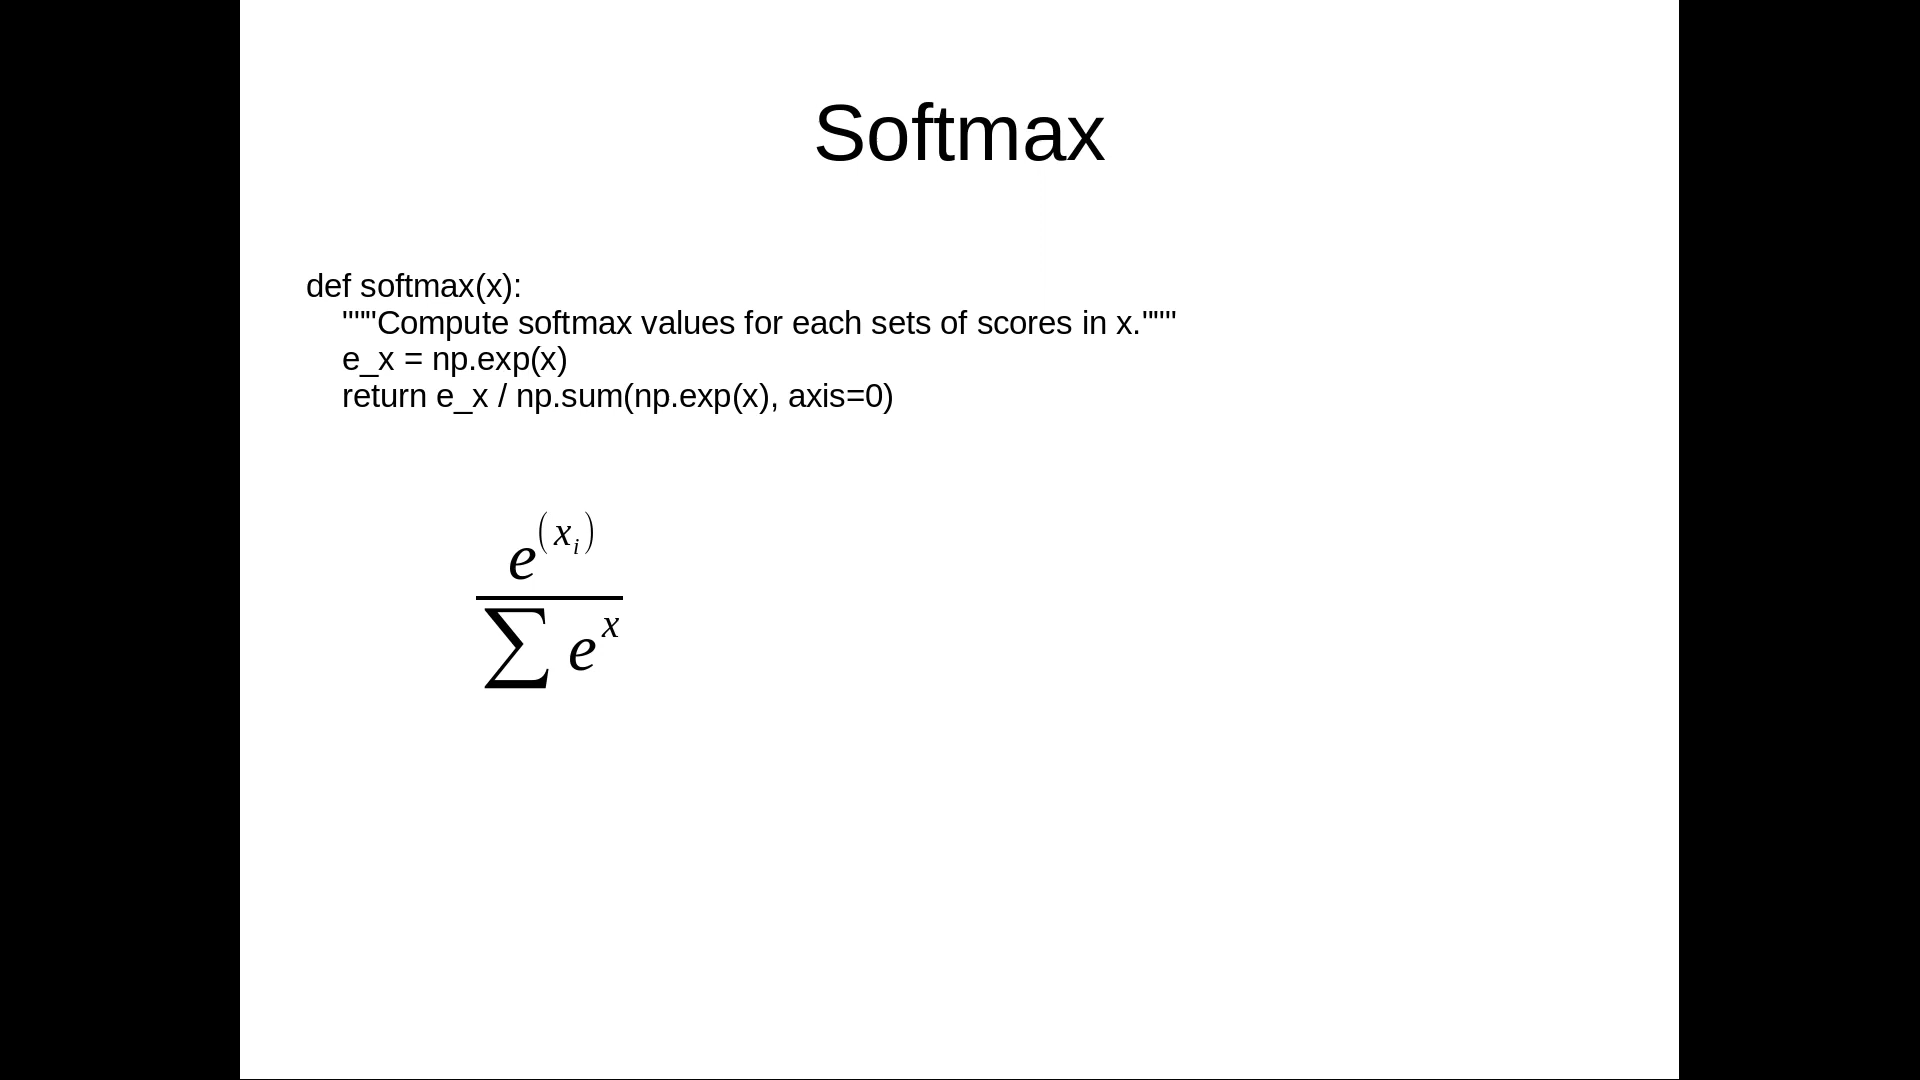 Softmax
def softmax(x):
"""Compute softmax values for each sets of scores in x."""
e_x = np.exp(x)
return e_x / np.sum(np.exp(x), axis=0)
e^(x_i)
∑ e^x